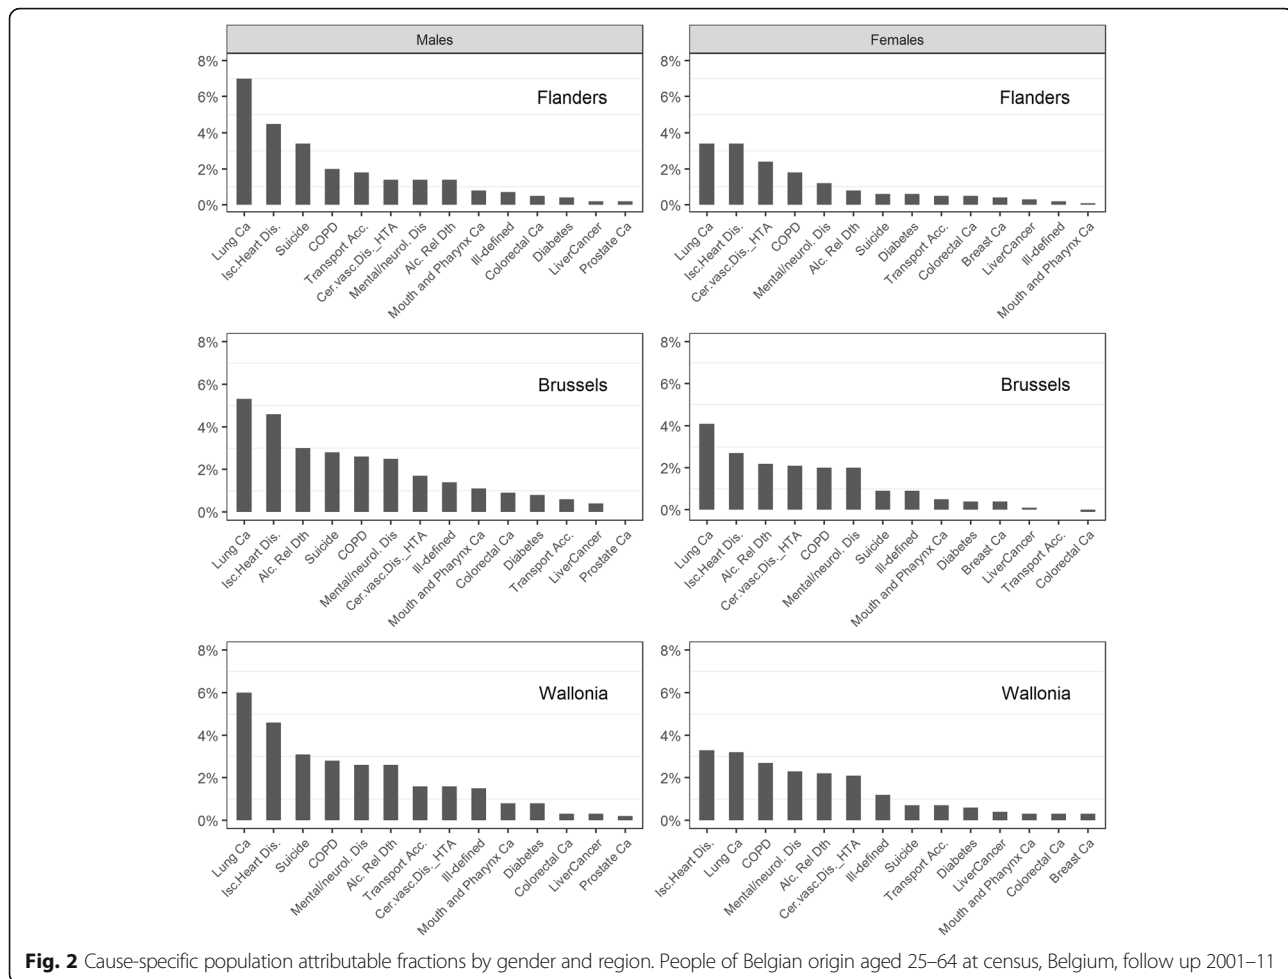 Males
Females
8%
6%
4%
2%
0%
Flanders
Lung Ca
Isc.Heart Dis.
Suicide
COPD
Transport Acc.
Cer.vasc.Dis._HTA
Mental/neurol. Dis
Alc. Rel Dth
Mouth and Pharynx Ca
Ill-defined
Colorectal Ca
Diabetes
LiverCancer
Prostate Ca
8%
6%
4%
2%
0%
Flanders
Lung Ca
Isc.Heart Dis.
Cer.vasc.Dis._HTA
COPD
Mental/neurol. Dis
Alc. Rel Dth
Suicide
Diabetes
Transport Acc.
Colorectal Ca
Breast Ca
LiverCancer
Ill-defined
Mouth and Pharynx Ca
8%
6%
4%
2%
0%
Brussels
Lung Ca
Isc.Heart Dis.
Alc. Rel Dth
Suicide
COPD
Mental/neurol. Dis
Cer.vasc.Dis._HTA
Ill-defined
Mouth and Pharynx Ca
Colorectal Ca
Diabetes
Transport Acc.
LiverCancer
Prostate Ca
8%
6%
4%
2%
0%
Brussels
Lung Ca
Isc.Heart Dis.
Alc. Rel Dth
Cer.vasc.Dis._HTA
COPD
Mental/neurol. Dis
Suicide
Ill-defined
Mouth and Pharynx Ca
Diabetes
Breast Ca
LiverCancer
Transport Acc.
Colorectal Ca
8%
6%
4%
2%
0%
Wallonia
Lung Ca
Isc.Heart Dis.
Suicide
COPD
Mental/neurol. Dis
Alc. Rel Dth
Transport Acc.
Cer.vasc.Dis._HTA
Ill-defined
Mouth and Pharynx Ca
Diabetes
Colorectal Ca
LiverCancer
Prostate Ca
8%
6%
4%
2%
0%
Wallonia
Isc.Heart Dis.
Lung Ca
COPD
Mental/neurol. Dis
Alc. Rel Dth
Cer.vasc.Dis._HTA
Ill-defined
Suicide
Transport Acc.
Diabetes
LiverCancer
Mouth and Pharynx Ca
Colorectal Ca
Breast Ca
Fig. 2 Cause-specific population attributable fractions by gender and region. People of Belgian origin aged 25–64 at census, Belgium, follow up 2001–11